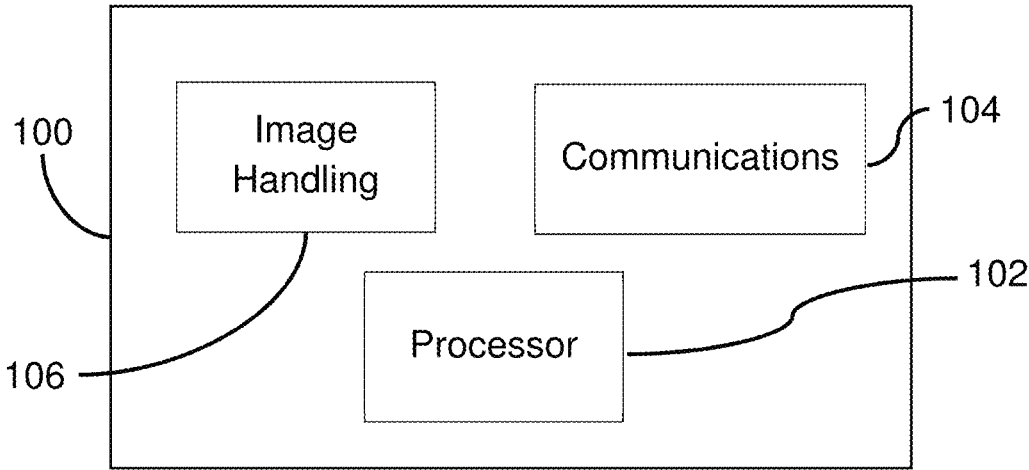 Image
Handling
Communications
Processor
100
104
102
106